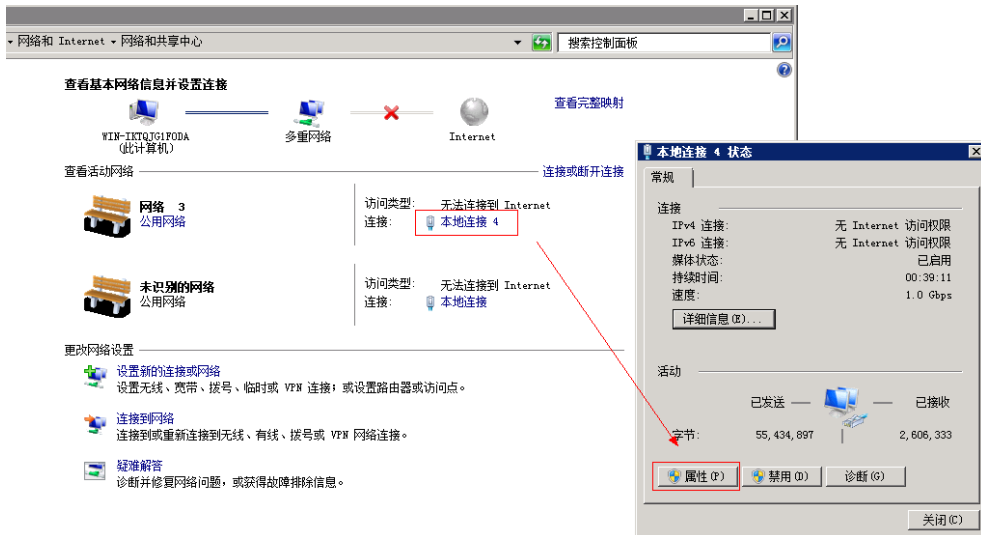 网络和 Internet 网络和共享中心
搜索控制面板
查看基本网络信息并设置连接
查看完整映射
WIN-IKTQJG1FODA
(此计算机)
多重网络
Internet
查看活动网络
连接或断开连接
网络 3
公用网络
访问类型: 无法连接到 Internet
连接: 本地连接 4
未识别的网络
公用网络
访问类型: 无法连接到 Internet
连接: 本地连接
更改网络设置
设置新的连接或网络
设置无线、宽带、拨号、临时或 VPN 连接；或设置路由器或访问点。
连接到网络
连接到或重新连接到无线、有线、拨号或 VPN 网络连接。
疑难解答
诊断并修复网络问题，或获得故障排除信息。
本地连接 4 状态
常规
连接
IPv4 连接: 无 Internet 访问权限
IPv6 连接: 无 Internet 访问权限
媒体状态: 已启用
持续时间: 00:39:11
速度: 1.0 Gbps
详细信息(E)...
活动
已发送 — — 已接收
字节: 55,434,897 | 2,606,333
属性(P) 禁用(D) 诊断(G)
关闭(C)